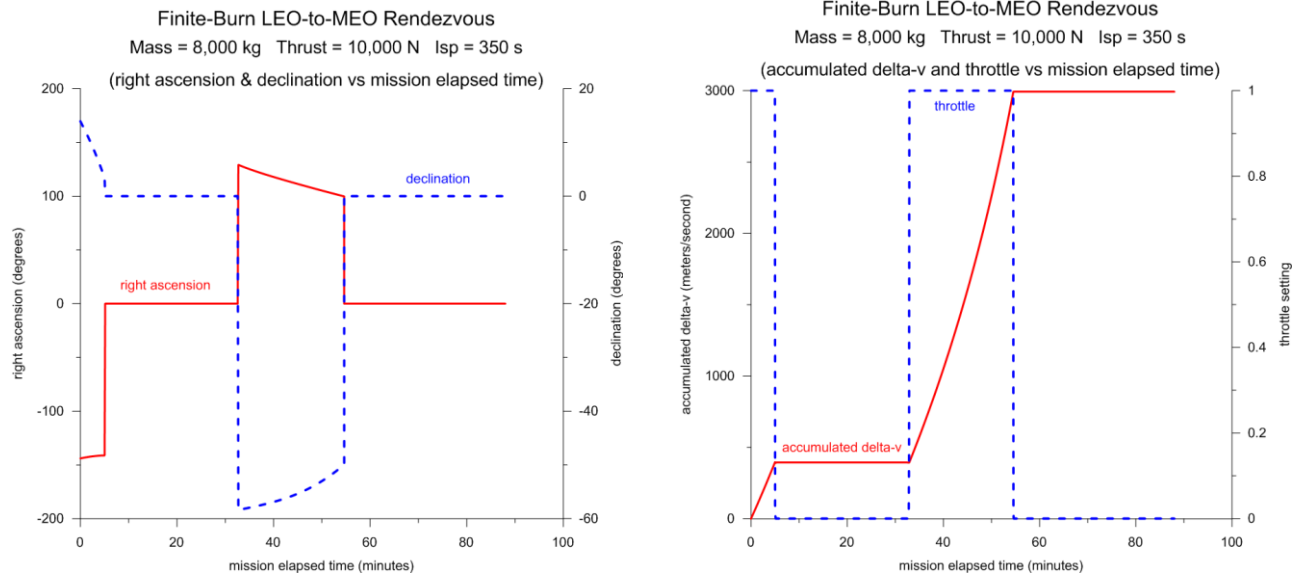 Finite-Burn LEO-to-MEO Rendezvous
Mass = 8,000 kg Thrust = 10,000 N Isp = 350 s
(right ascension & declination vs mission elapsed time)
200
100
0
-100
-200
right ascension (degrees)
20
0
-20
-40
-60
declination (degrees)
declination
right ascension
0 20 40 60 80 100
mission elapsed time (minutes)
Finite-Burn LEO-to-MEO Rendezvous
Mass = 8,000 kg Thrust = 10,000 N Isp = 350 s
(accumulated delta-v and throttle vs mission elapsed time)
3000
2000
1000
0
accumulated delta-v (meters/second)
1
0.8
0.6
0.4
0.2
0
throttle setting
throttle
accumulated delta-v
0 20 40 60 80 100
mission elapsed time (minutes)